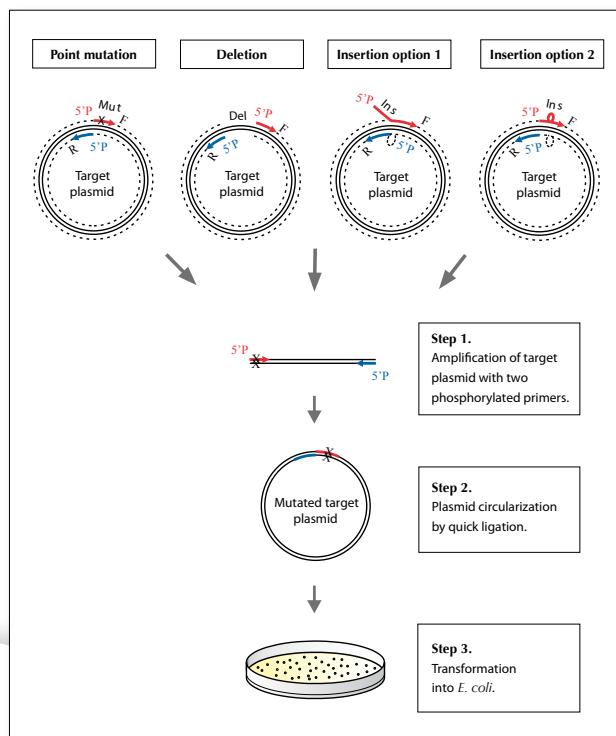 Point mutation
Deletion
Insertion option 1
Insertion option 2
5'P Mut F
X
R 5'P
Target
plasmid
Del 5'P F
R 5'P
Target
plasmid
5'P Ins F
R 5'P
Target
plasmid
Ins
5'P F
R 5'P
Target
plasmid
5'P
X
X
5'P
Step 1.
Amplification of target
plasmid with two
phosphorylated primers.
X
X
Mutated target
plasmid
Step 2.
Plasmid circularization
by quick ligation.
Step 3.
Transformation
into E. coli.